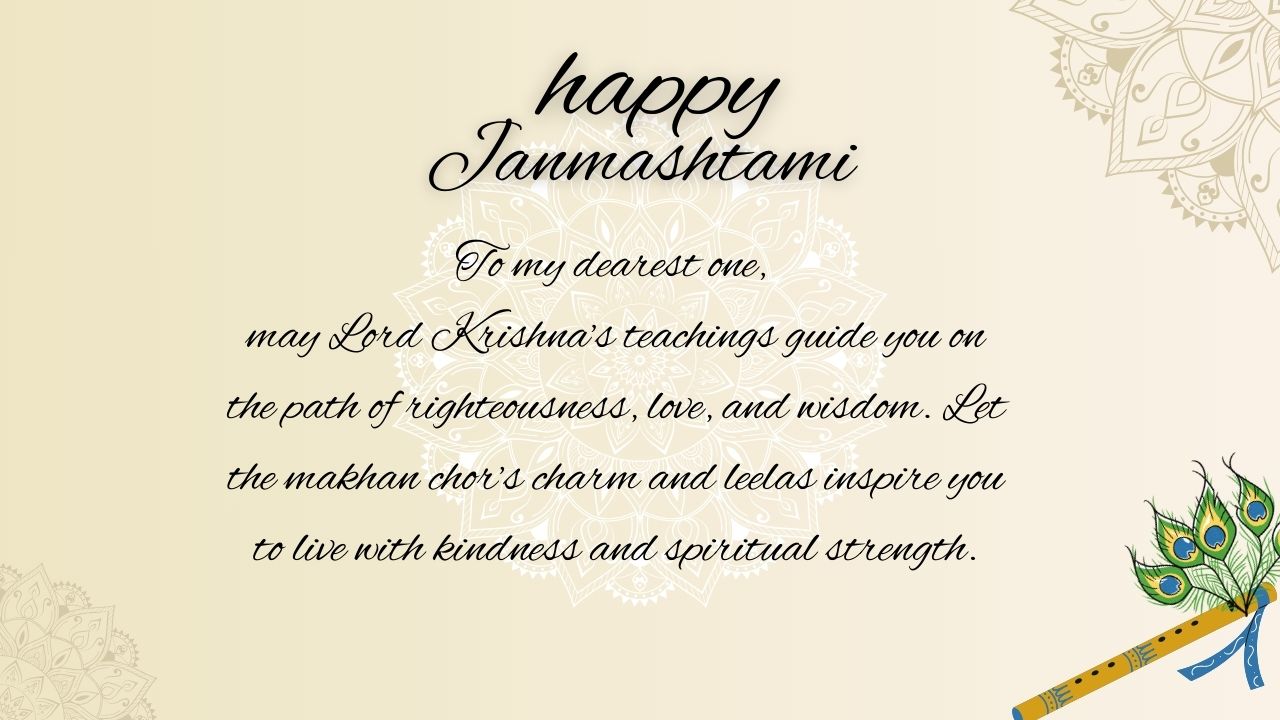 happy
Janmashtami
To my dearest one,
may Lord Krishna's teachings guide you on
the path of righteousness, love, and wisdom. Let
the makhan chor's charm and leelas inspire you
to live with kindness and spiritual strength.